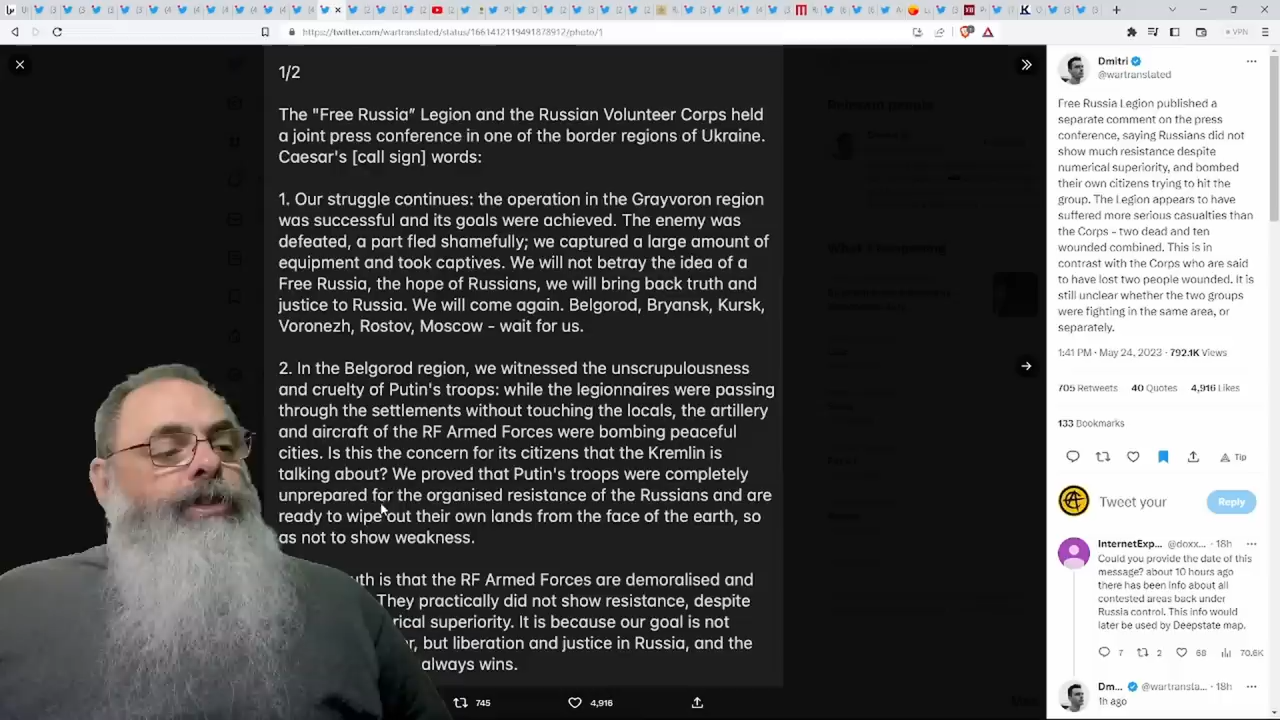 https://twitter.com/wartranslated/status/1661412119491878912/photo/1
VPN
1/2
The "Free Russia" Legion and the Russian Volunteer Corps held
a joint press conference in one of the border regions of Ukraine.
Caesar's [call sign] words:
1. Our struggle continues: the operation in the Grayvoron region
was successful and its goals were achieved. The enemy was
defeated, a part fled shamefully; we captured a large amount of
equipment and took captives. We will not betray the idea of a
Free Russia, the hope of Russians, we will bring back truth and
justice to Russia. We will come again. Belgorod, Bryansk, Kursk,
Voronezh, Rostov, Moscow - wait for us.
2. In the Belgorod region, we witnessed the unscrupulousness
and cruelty of Putin's troops: while the legionnaires were passing
through the settlements without touching the locals, the artillery
and aircraft of the RF Armed Forces were bombing peaceful
cities. Is this the concern for its citizens that the Kremlin is
talking about? We proved that Putin's troops were completely
unprepared for the organised resistance of the Russians and are
ready to wipe out their own lands from the face of the earth, so
as not to show weakness.
uth is that the RF Armed Forces are demoralised and
They practically did not show resistance, despite
rical superiority. It is because our goal is not
r, but liberation and justice in Russia, and the
always wins.
745
4,916
Dmitri
@wartranslated
Free Russia Legion published a
separate comment on the press
conference, saying Russians did not
show much resistance despite
numerical superiority, and bombed
their own citizens trying to hit the
group. The Legion appears to have
suffered more serious casualties than
the Corps - two dead and ten
wounded combined. This is in
contrast with the Corps who are said
to have lost two people wounded. It is
still unclear whether the two groups
were fighting in the same area, or
separately.
1:41 PM · May 24, 2023 · 792.1K Views
705 Retweets 40 Quotes 4,916 Likes
133 Bookmarks
Tip
Tweet your
Reply
InternetExp... @doxx... · 18h
Could you provide the date of this
message? about 10 hours ago
there has been info about all
contested areas back under
Russia control. This info would
later be used by Deepstate map.
7 2 68 70.6K
Dm... @wartransla... · 18h
1h ago